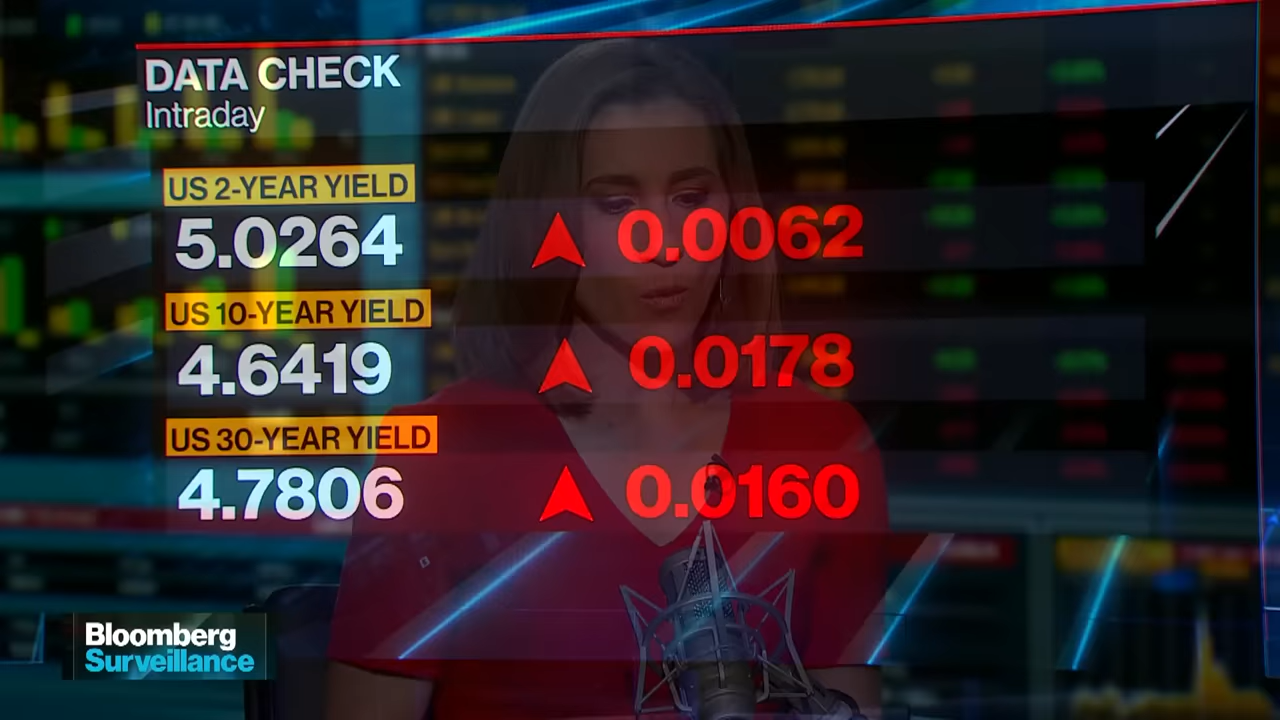 DATA CHECK
Intraday
US 2-YEAR YIELD
5.0264 ▲ 0.0062
US 10-YEAR YIELD
4.6419 ▲ 0.0178
US 30-YEAR YIELD
4.7806 ▲ 0.0160
Bloomberg
Surveillance